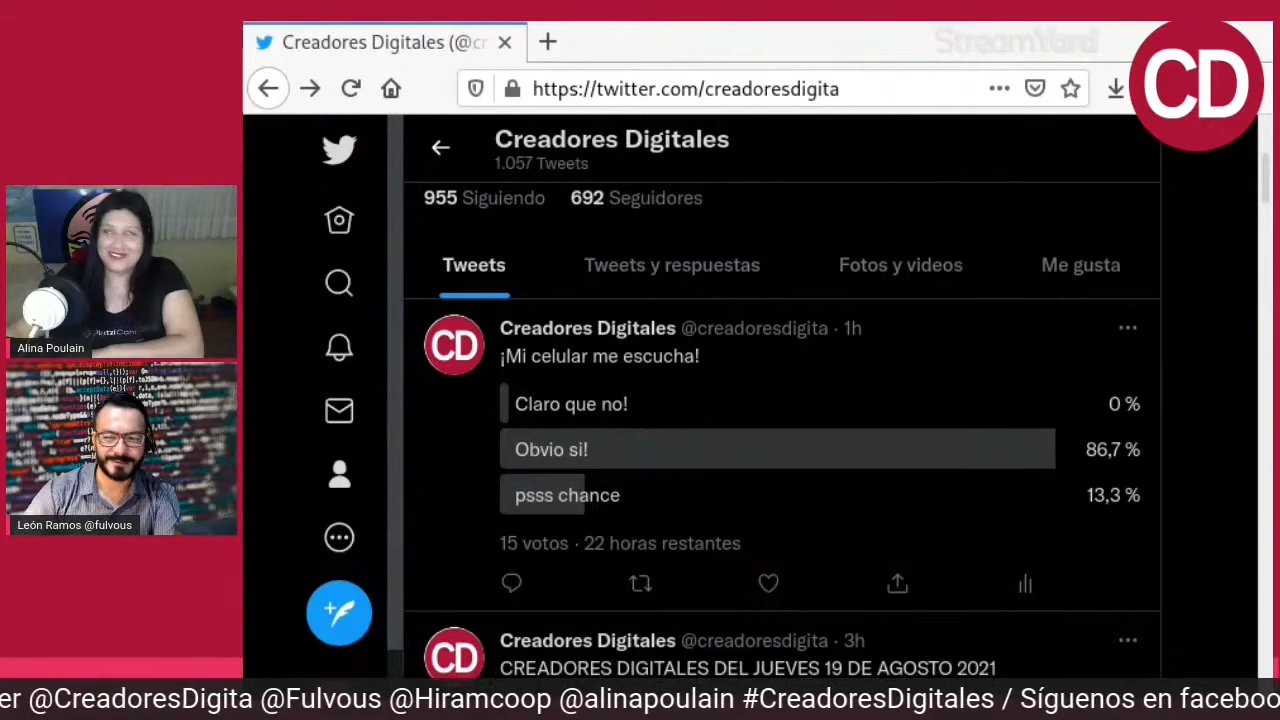 Creadores Digitales (@cr
StreamYard
https://twitter.com/creadoresdigita
CD
Creadores Digitales
1.057 Tweets
955 Siguiendo 692 Seguidores
Tweets Tweets y respuestas Fotos y videos Me gusta
CD
Creadores Digitales @creadoresdigita · 1h
¡Mi celular me escucha!
Claro que no! 0 %
Obvio si! 86,7 %
psss chance 13,3 %
15 votos · 22 horas restantes
CD
Creadores Digitales @creadoresdigita · 3h
CREADORES DIGITALES DEL JUEVES 19 DE AGOSTO 2021
Alina Poulain
León Ramos @fulvous
er @CreadoresDigita @Fulvous @Hiramcoop @alinapoulain #CreadoresDigitales / Síguenos en faceboo